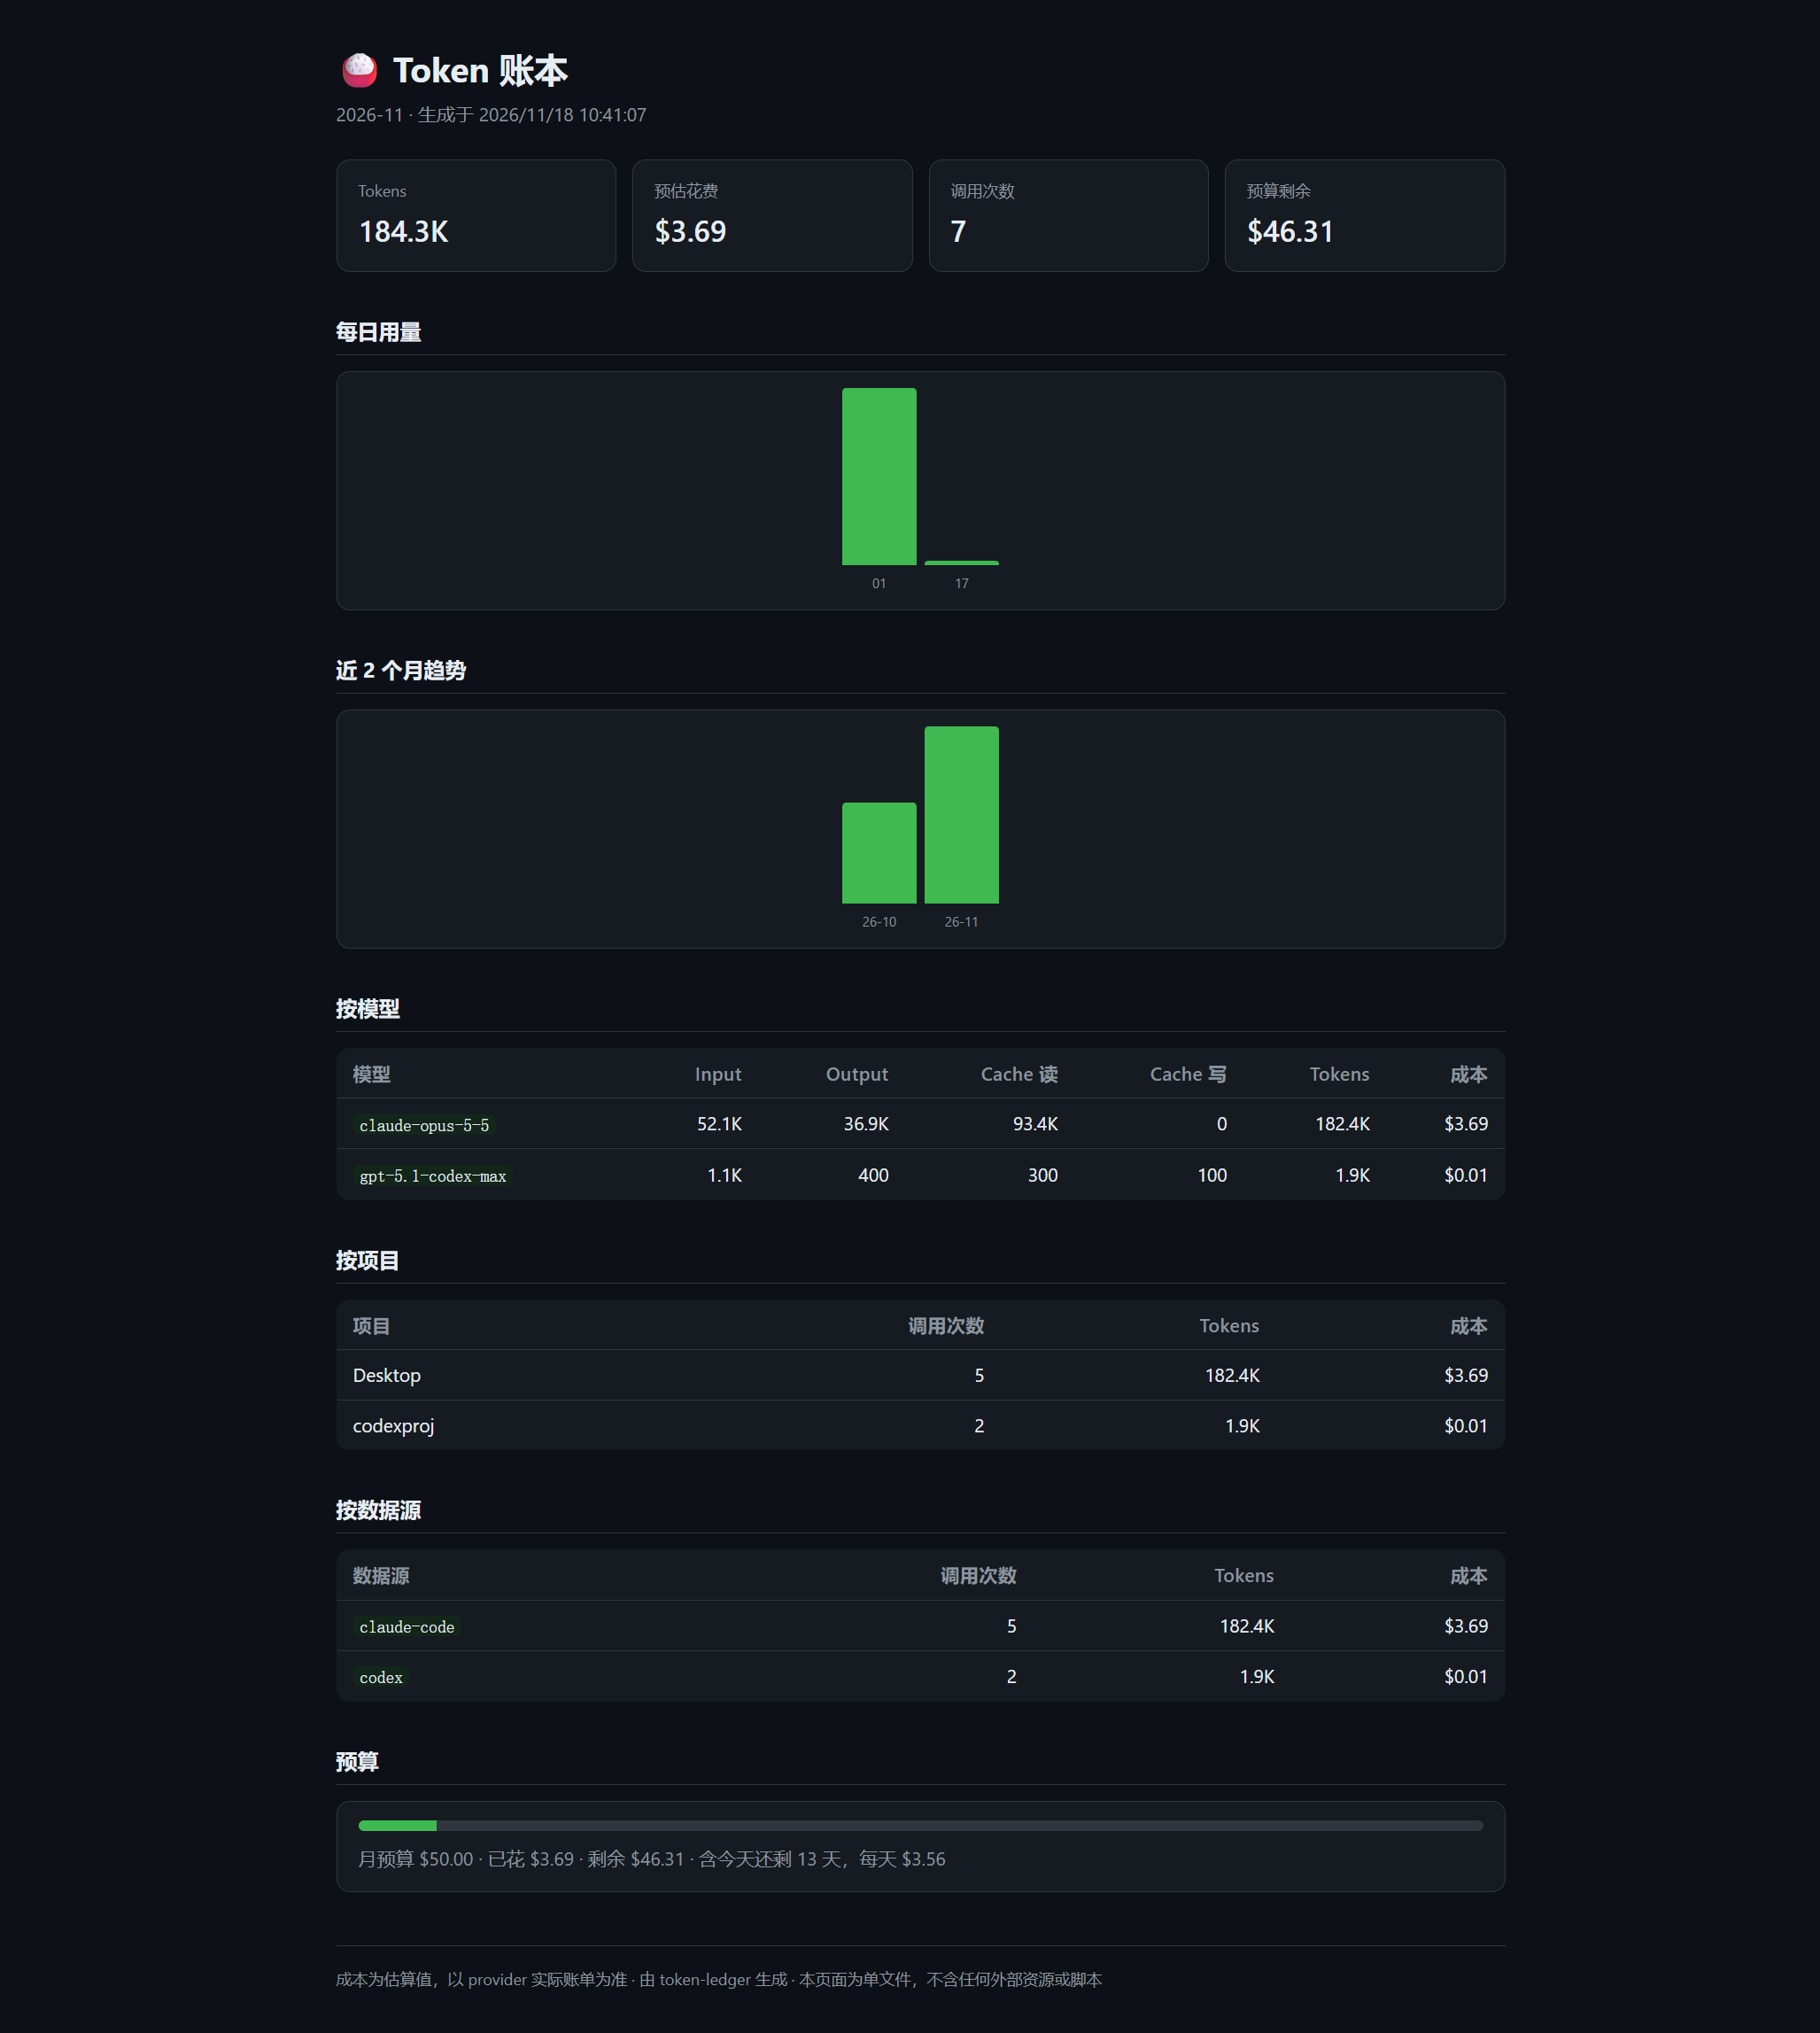 Token 账本
2026-11 · 生成于 2026/11/18 10:41:07
Tokens 预估花费 调用次数 预算剩余
184.3K $3.69 7 $46.31
每日用量
01 17
近 2 个月趋势
26-10 26-11
按模型
模型 Input Output Cache 读 Cache 写 Tokens 成本
claude-opus-5-5 52.1K 36.9K 93.4K 0 182.4K $3.69
gpt-5.1-codex-max 1.1K 400 300 100 1.9K $0.01
按项目
项目 调用次数 Tokens 成本
Desktop 5 182.4K $3.69
codexproj 2 1.9K $0.01
按数据源
数据源 调用次数 Tokens 成本
claude-code 5 182.4K $3.69
codex 2 1.9K $0.01
预算
月预算 $50.00 · 已花 $3.69 · 剩余 $46.31 · 含今天还剩 13 天，每天 $3.56
成本为估算值，以 provider 实际账单为准 · 由 token-ledger 生成 · 本页面为单文件，不含任何外部资源或脚本